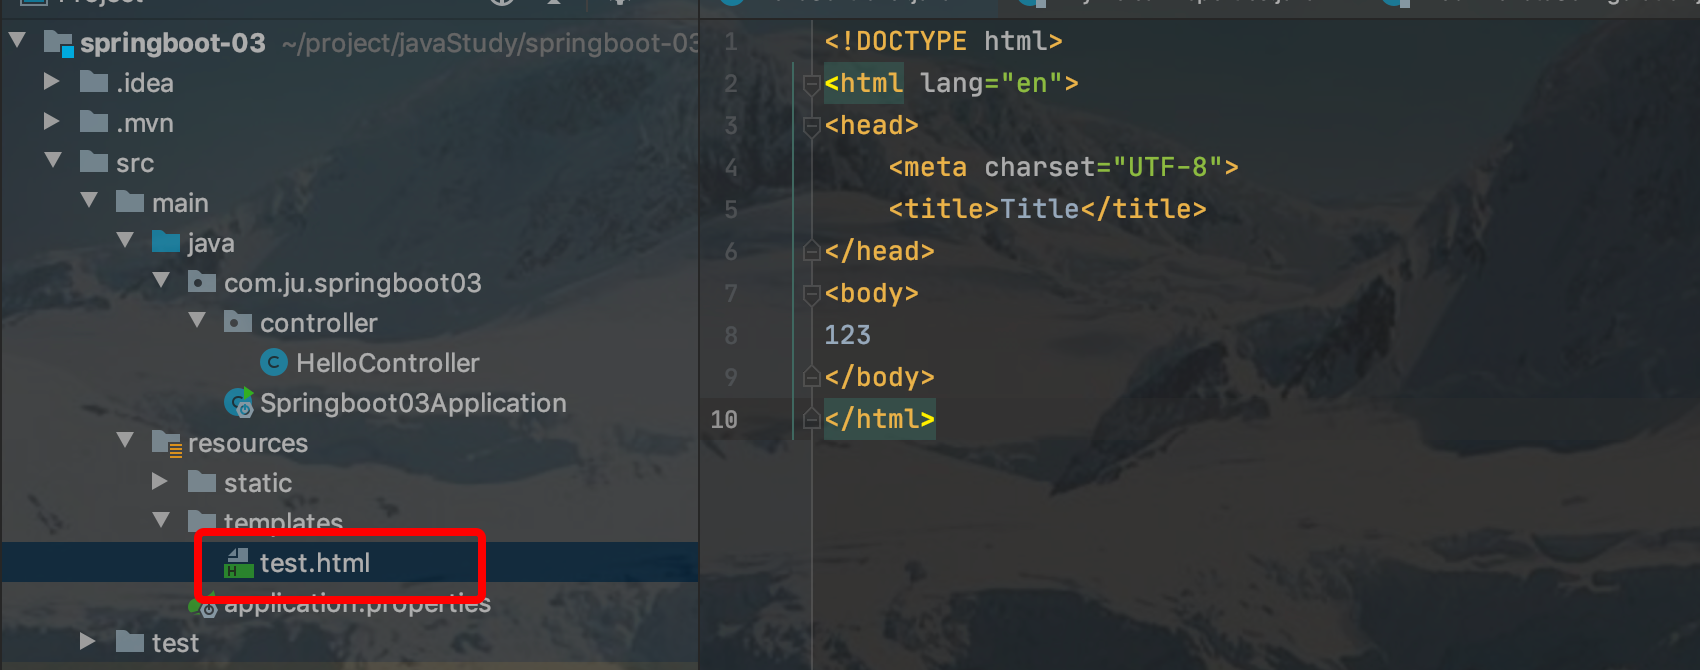 Project
springboot-03 ~/project/javaStudy/springboot-03
.idea
.mvn
src
main
java
com.ju.springboot03
controller
HelloController
Springboot03Application
resources
static
templates
test.html
application.properties
test
1 <!DOCTYPE html>
2 <html lang="en">
3 <head>
4 <meta charset="UTF-8">
5 <title>Title</title>
6 </head>
7 <body>
8 123
9 </body>
10 </html>